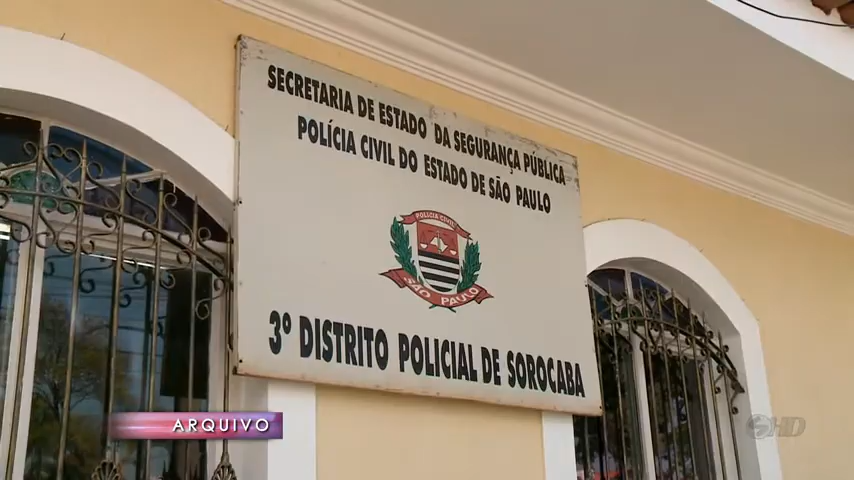 SECRETARIA DE ESTADO DA SEGURANÇA PÚBLICA
POLÍCIA CIVIL DO ESTADO DE SÃO PAULO
POLICIA CIVIL
SÃO PAULO
3º DISTRITO POLICIAL DE SOROCABA
ARQUIVO
HD